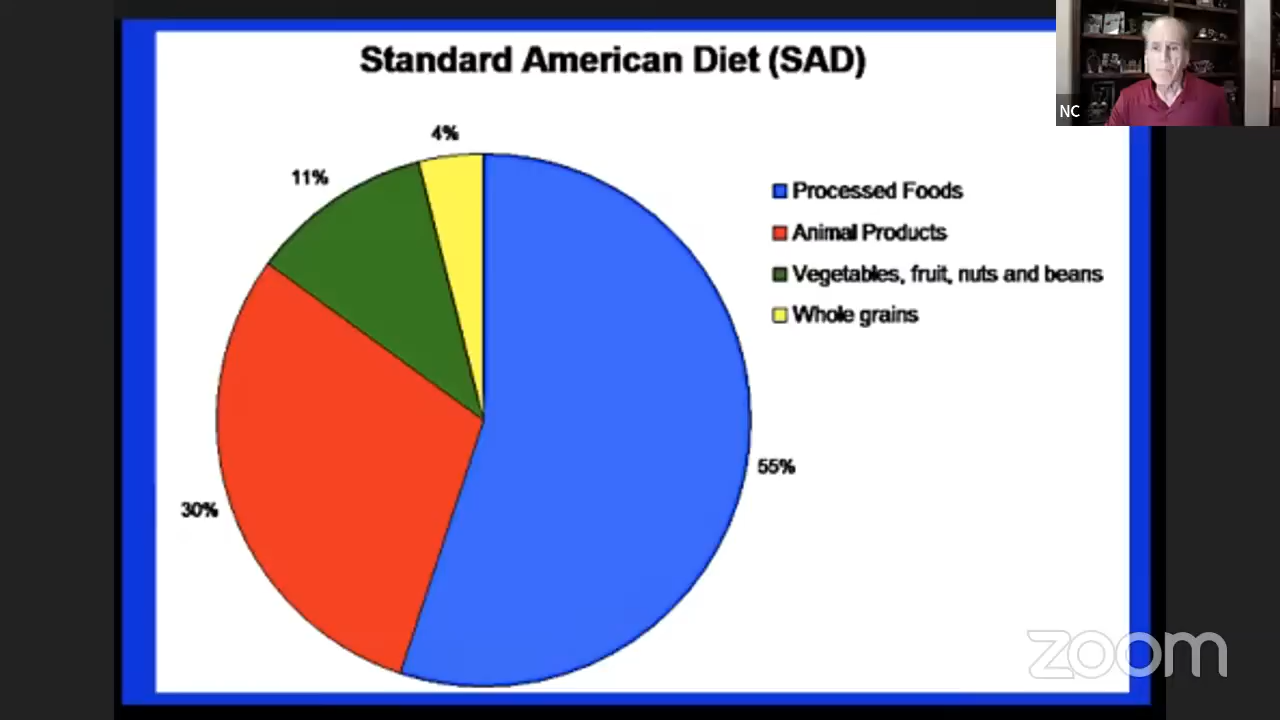 Standard American Diet (SAD)
NC
4%
11%
Processed Foods
Animal Products
Vegetables, fruit, nuts and beans
Whole grains
55%
30%
zoom